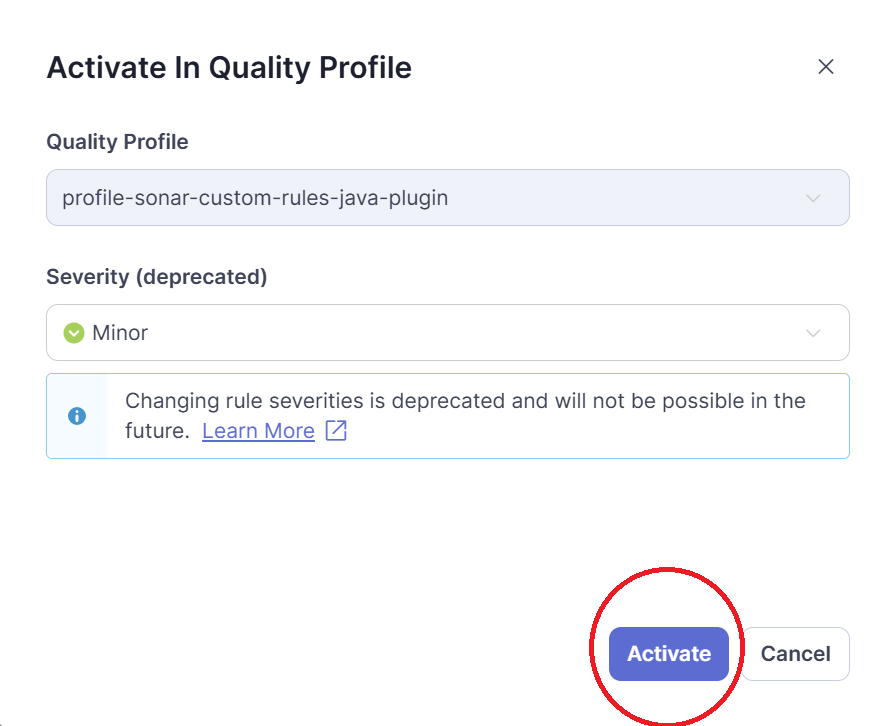 Activate In Quality Profile
Quality Profile
profile-sonar-custom-rules-java-plugin
Severity (deprecated)
Minor
Changing rule severities is deprecated and will not be possible in the
future. Learn More
Activate
Cancel